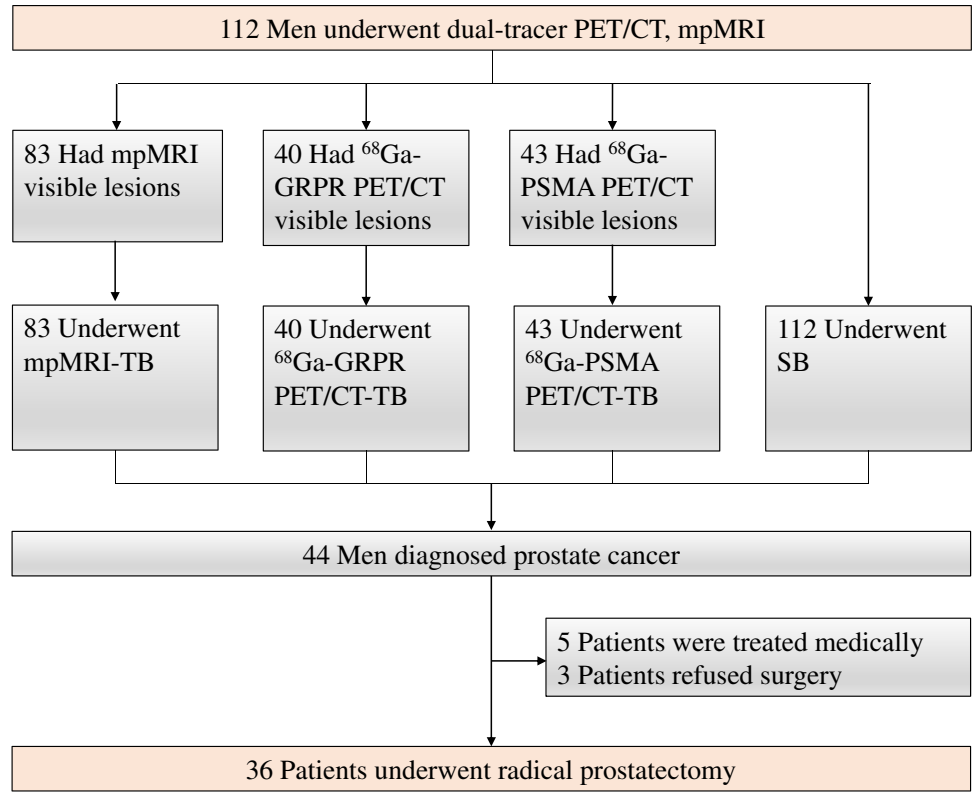 112 Men underwent dual-tracer PET/CT, mpMRI
83 Had mpMRI
visible lesions
40 Had ⁶⁸Ga-
GRPR PET/CT
visible lesions
43 Had ⁶⁸Ga-
PSMA PET/CT
visible lesions
83 Underwent
mpMRI-TB
40 Underwent
⁶⁸Ga-GRPR
PET/CT-TB
43 Underwent
⁶⁸Ga-PSMA
PET/CT-TB
112 Underwent
SB
44 Men diagnosed prostate cancer
5 Patients were treated medically
3 Patients refused surgery
36 Patients underwent radical prostatectomy